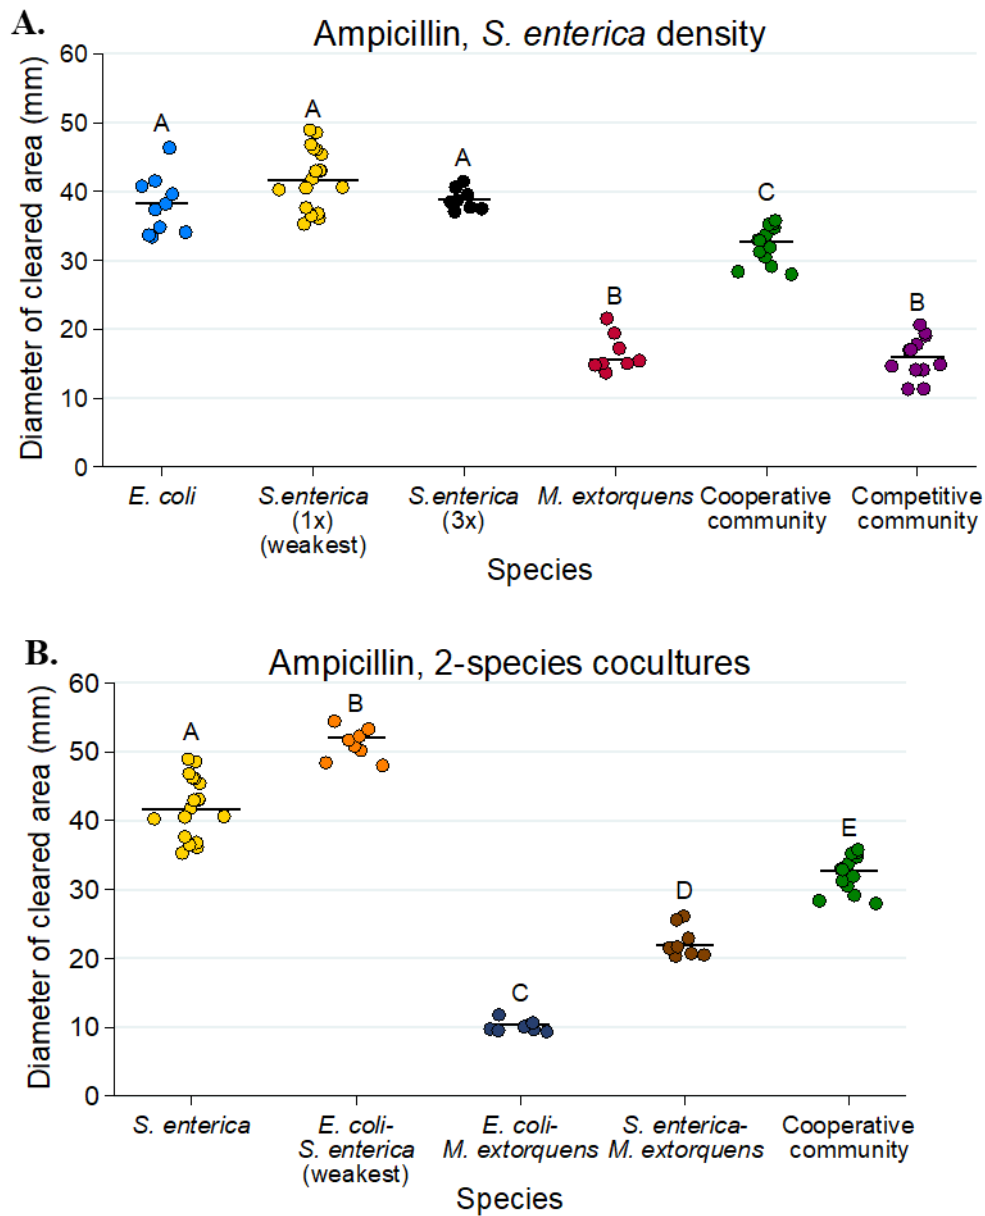 A.
Ampicillin, S. enterica density
Diameter of cleared area (mm)
60
50
40
30
20
10
0
A
A
A
B
C
B
E. coli
S.enterica
(1x)
(weakest)
S.enterica
(3x)
M. extorquens
Cooperative
community
Competitive
community
Species
B.
Ampicillin, 2-species cocultures
Diameter of cleared area (mm)
60
50
40
30
20
10
0
A
B
C
D
E
S. enterica
E. coli-
S. enterica
(weakest)
E. coli-
M. extorquens
S. enterica-
M. extorquens
Cooperative
community
Species